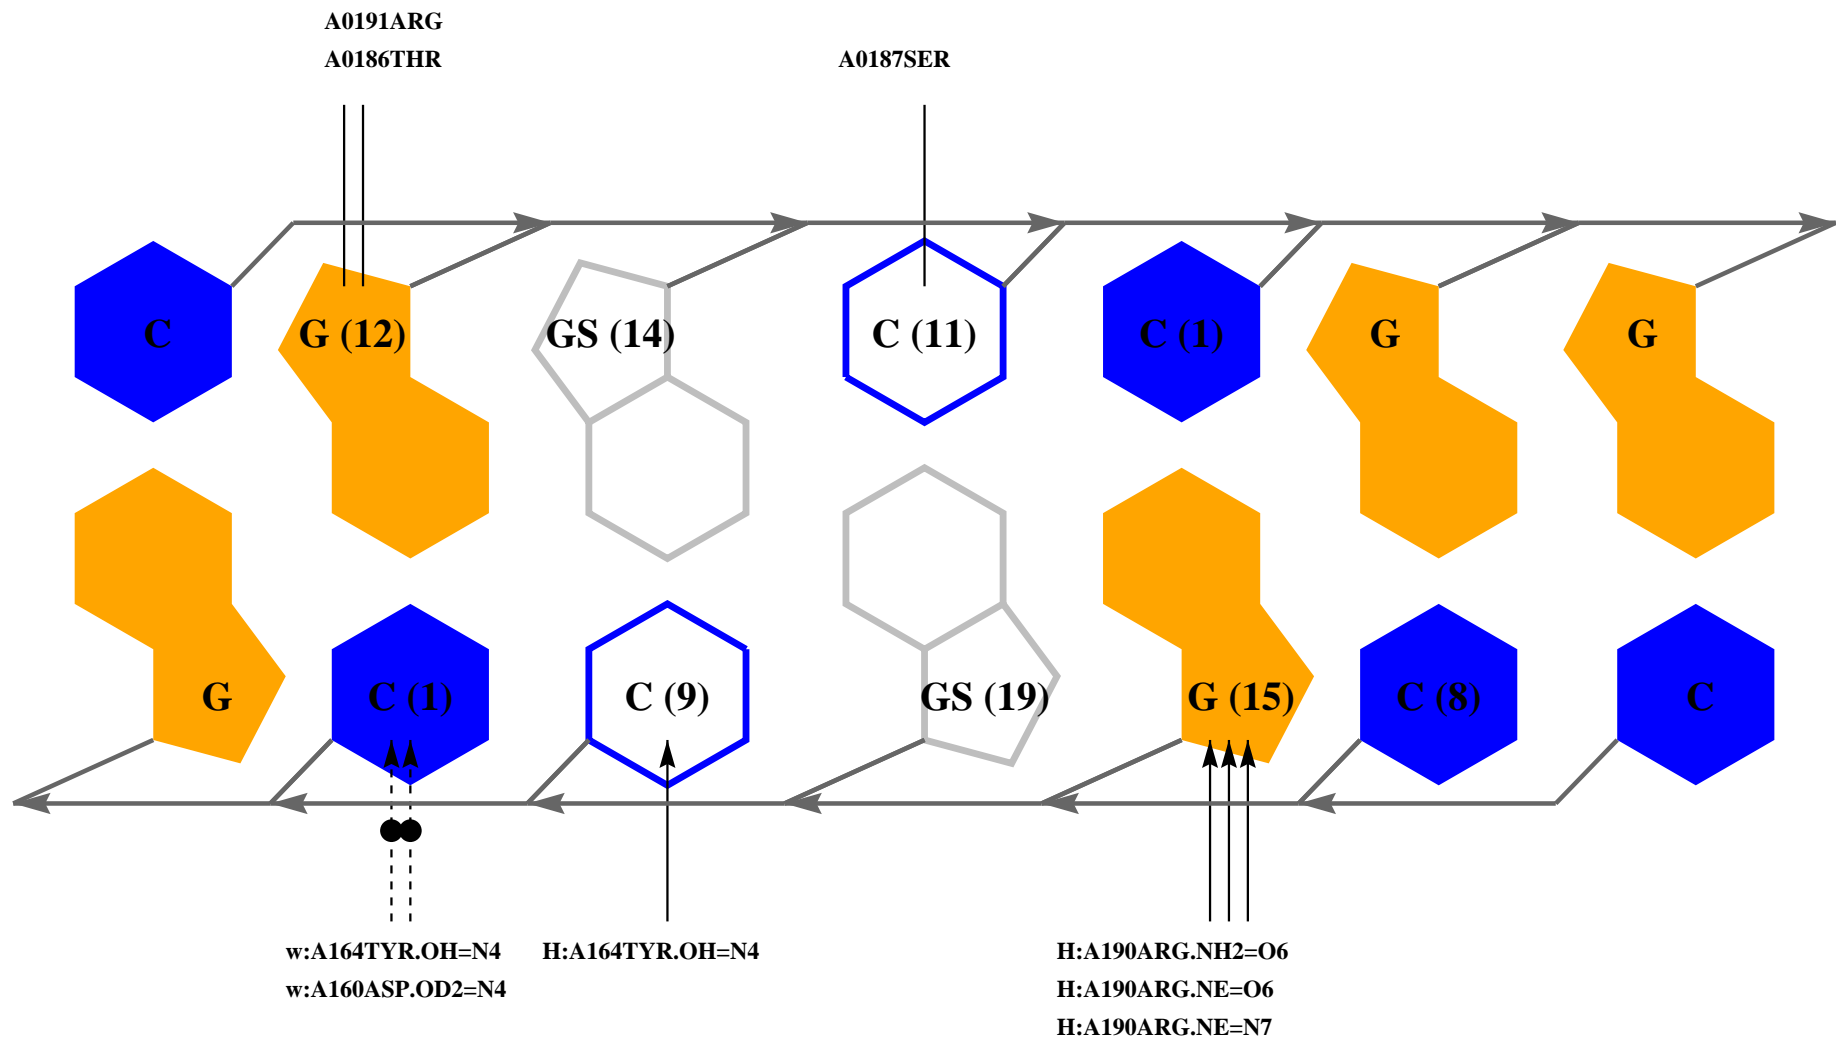 A0191ARG
A0186THR
A0187SER
C
G (12)
GS (14)
C (11)
C (1)
G
G
G
C (1)
C (9)
GS (19)
G (15)
C (8)
C
w:A164TYR.OH=N4
w:A160ASP.OD2=N4
H:A164TYR.OH=N4
H:A190ARG.NH2=O6
H:A190ARG.NE=O6
H:A190ARG.NE=N7